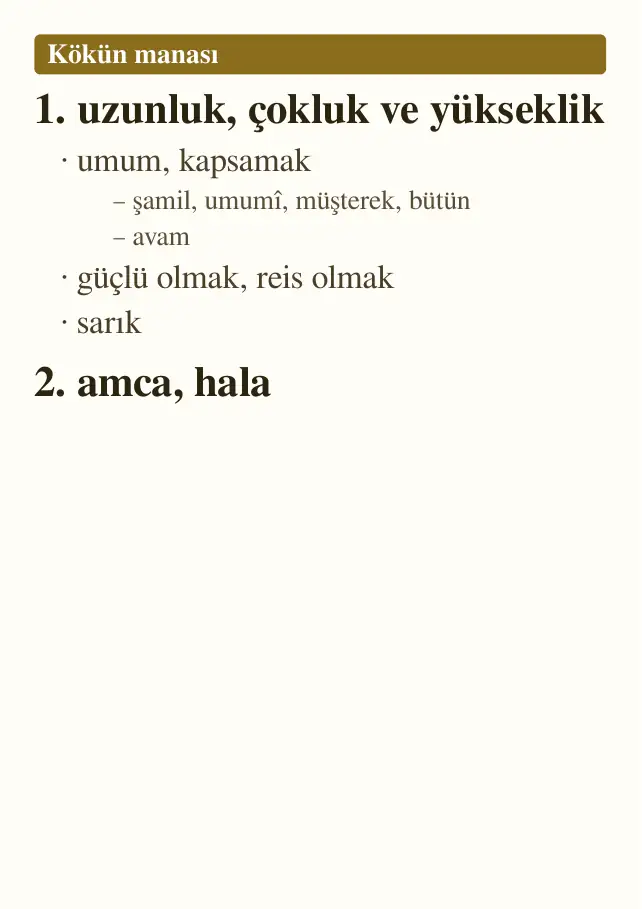 Kökün manası
1. uzunluk, çokluk ve yükseklik
· umum, kapsamak
– şamil, umumî, müşterek, bütün
– avam
· güçlü olmak, reis olmak
· sarık
2. amca, hala